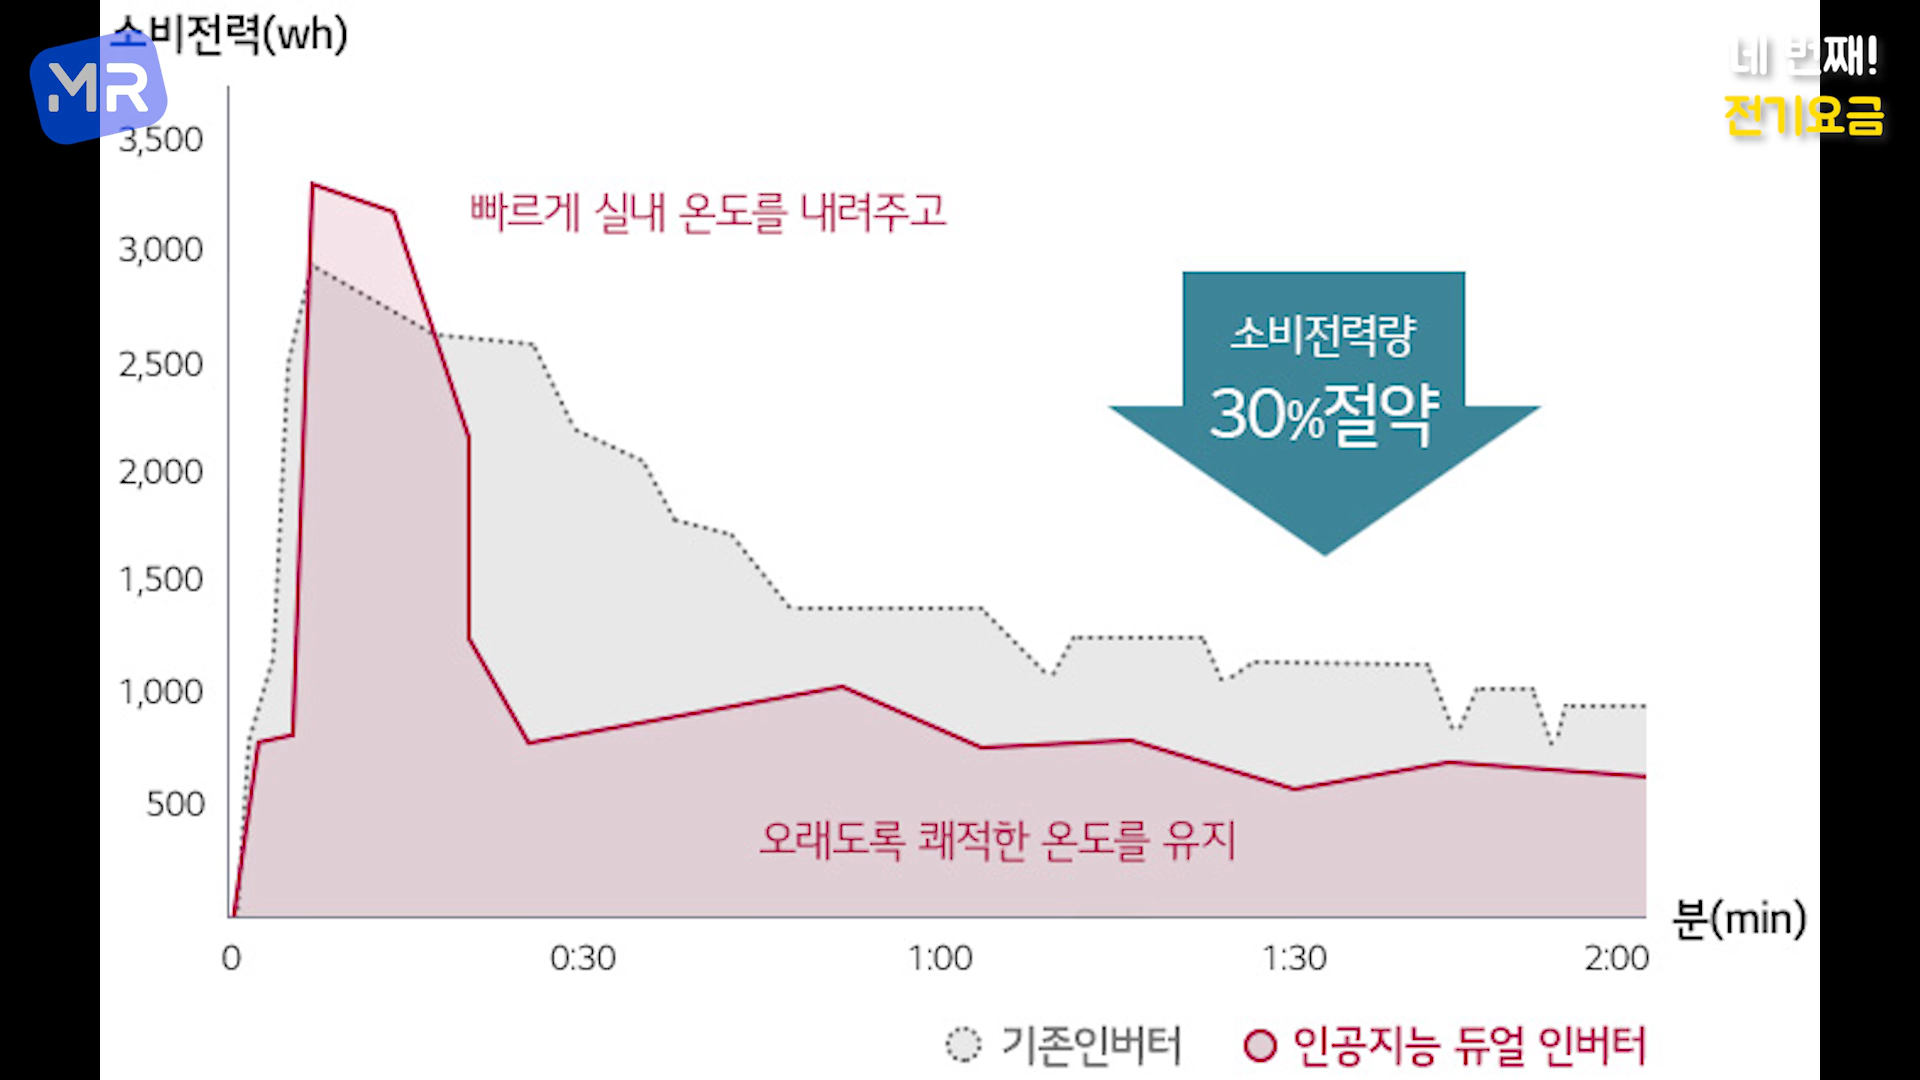 소비전력(wh)
MR
네 번째!
전기요금
3,500
3,000
2,500
2,000
1,500
1,000
500
빠르게 실내 온도를 내려주고
소비전력량
30%절약
오래도록 쾌적한 온도를 유지
분(min)
0 0:30 1:00 1:30 2:00
기존인버터 인공지능 듀얼 인버터